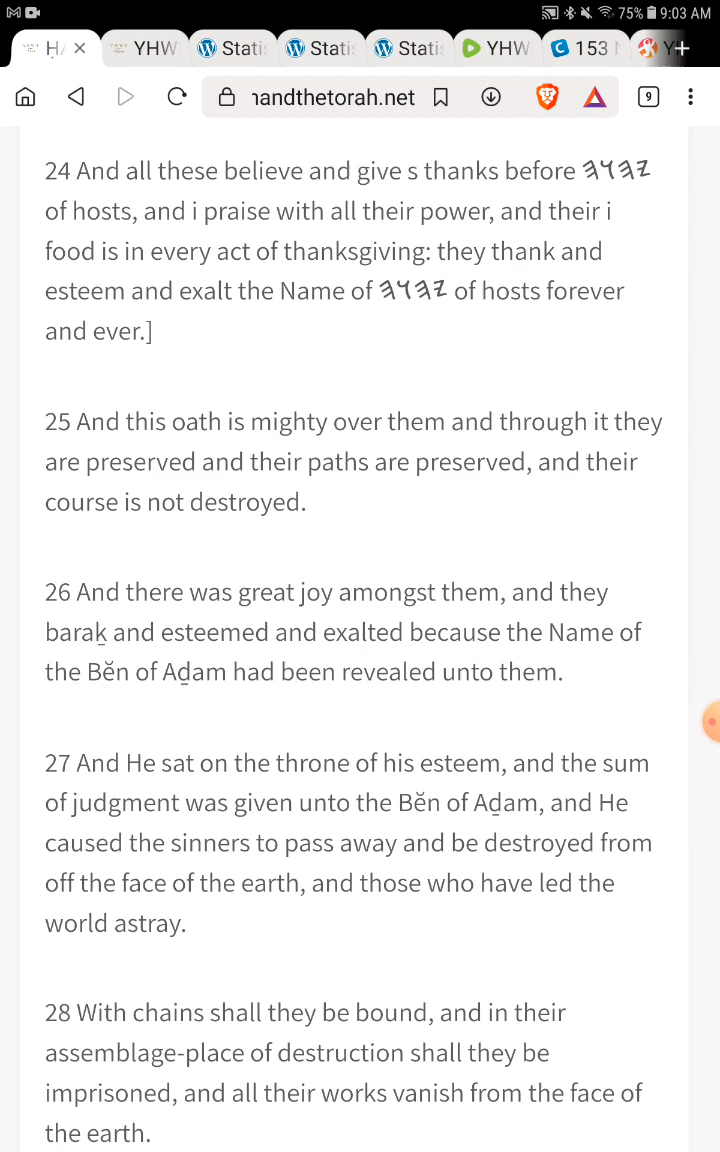 75% 9:03 AM
YHW Statis Statis Statis YHW 153 Y+
handthetorah.net 9
24 And all these believe and give s thanks before 𐤉𐤄𐤅𐤄
of hosts, and i praise with all their power, and their i
food is in every act of thanksgiving: they thank and
esteem and exalt the Name of 𐤉𐤄𐤅𐤄 of hosts forever
and ever.]
25 And this oath is mighty over them and through it they
are preserved and their paths are preserved, and their
course is not destroyed.
26 And there was great joy amongst them, and they
baraḵ and esteemed and exalted because the Name of
the Bĕn of Aḏam had been revealed unto them.
27 And He sat on the throne of his esteem, and the sum
of judgment was given unto the Bĕn of Aḏam, and He
caused the sinners to pass away and be destroyed from
off the face of the earth, and those who have led the
world astray.
28 With chains shall they be bound, and in their
assemblage-place of destruction shall they be
imprisoned, and all their works vanish from the face of
the earth.